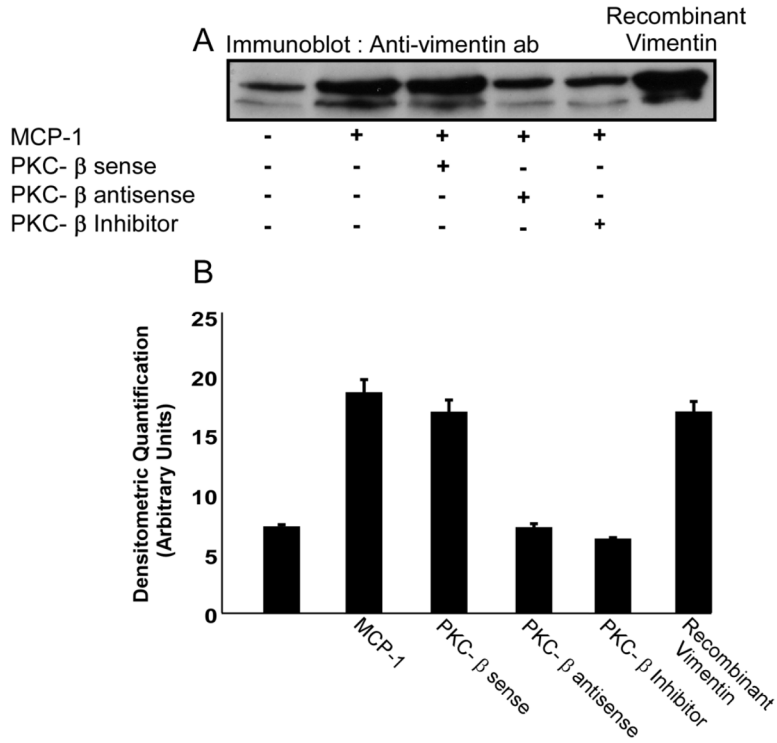 A
Immunoblot : Anti-vimentin ab
Recombinant
Vimentin
MCP-1 - + + + +
PKC- β sense - - + - -
PKC- β antisense - - - + -
PKC- β Inhibitor - - - - +
B
Densitometric Quantification
(Arbitrary Units)
25
20
15
10
5
0
MCP-1
PKC- β sense
PKC- β antisense
PKC- β Inhibitor
Recombinant
Vimentin